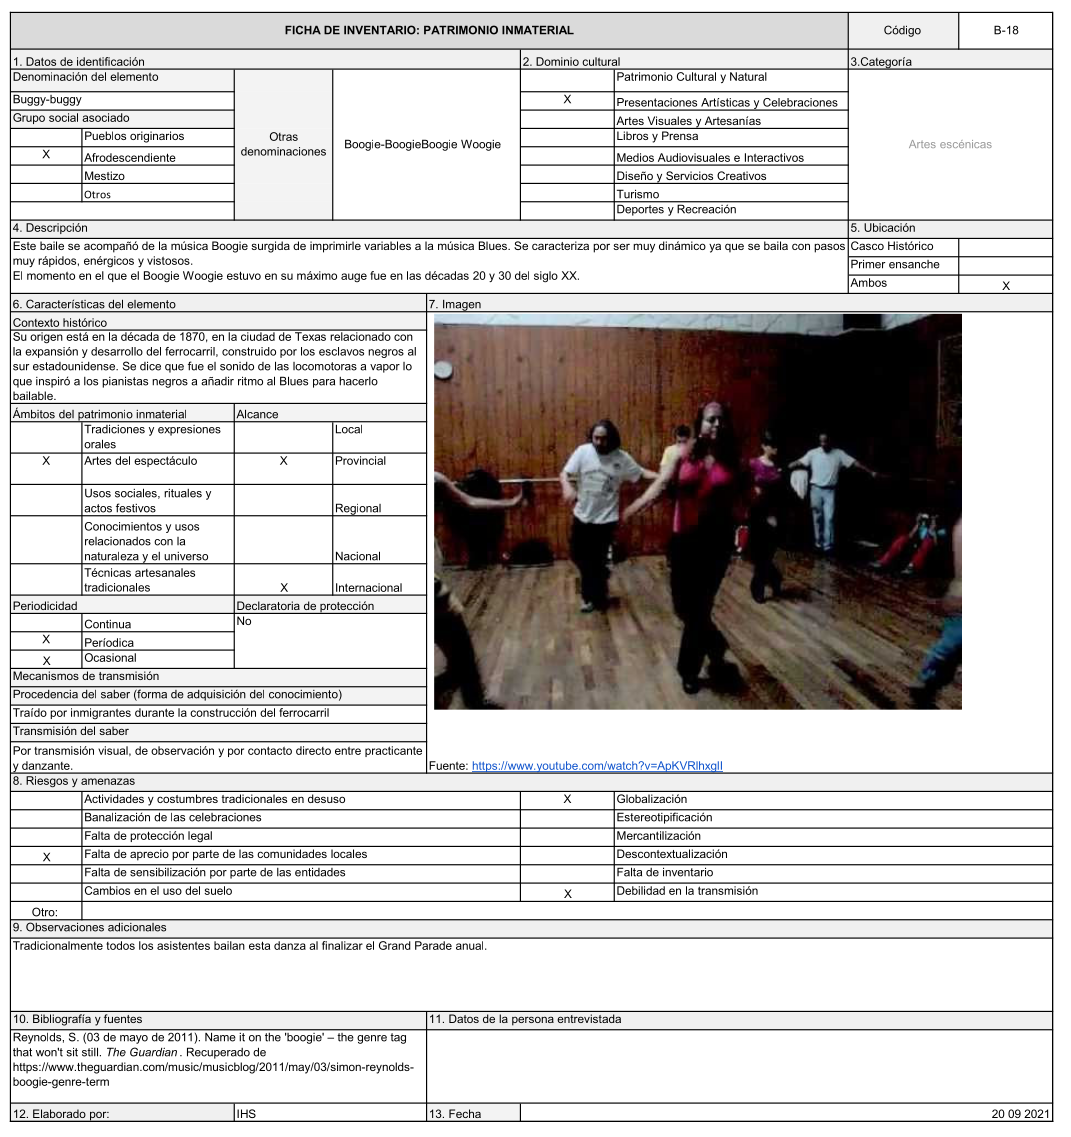 FICHA DE INVENTARIO: PATRIMONIO INMATERIAL
Código
B-18
1. Datos de identificación
2. Dominio cultural
3.Categoría
Denominación del elemento
Buggy-buggy
Grupo social asociado
Pueblos originarios
X
Afrodescendiente
Mestizo
Otros
Otras
denominaciones
Boogie-BoogieBoogie Woogie
Patrimonio Cultural y Natural
X
Presentaciones Artísticas y Celebraciones
Artes Visuales y Artesanías
Libros y Prensa
Medios Audiovisuales e Interactivos
Diseño y Servicios Creativos
Turismo
Deportes y Recreación
Artes escénicas
4. Descripción
Este baile se acompañó de la música Boogie surgida de imprimirle variables a la música Blues. Se caracteriza por ser muy dinámico ya que se baila con pasos
muy rápidos, enérgicos y vistosos.
El momento en el que el Boogie Woogie estuvo en su máximo auge fue en las décadas 20 y 30 del siglo XX.
5. Ubicación
Casco Histórico
Primer ensanche
Ambos
X
6. Características del elemento
7. Imagen
Contexto histórico
Su origen está en la década de 1870, en la ciudad de Texas relacionado con
la expansión y desarrollo del ferrocarril, construido por los esclavos negros al
sur estadounidense. Se dice que fue el sonido de las locomotoras a vapor lo
que inspiró a los pianistas negros a añadir ritmo al Blues para hacerlo
bailable.
Ámbitos del patrimonio inmaterial
Alcance
Tradiciones y expresiones
orales
Local
X
Artes del espectáculo
X
Provincial
Usos sociales, rituales y
actos festivos
Regional
Conocimientos y usos
relacionados con la
naturaleza y el universo
Nacional
Técnicas artesanales
tradicionales
X
Internacional
Periodicidad
Declaratoria de protección
Continua
No
X
Períodica
X
Ocasional
Mecanismos de transmisión
Procedencia del saber (forma de adquisición del conocimiento)
Traído por inmigrantes durante la construcción del ferrocarril
Transmisión del saber
Por transmisión visual, de observación y por contacto directo entre practicante
y danzante.
Fuente: https://www.youtube.com/watch?v=ApKVRlhxglI
8. Riesgos y amenazas
Actividades y costumbres tradicionales en desuso
X
Globalización
Banalización de las celebraciones
Estereotipificación
Falta de protección legal
Mercantilización
X
Falta de aprecio por parte de las comunidades locales
Descontextualización
Falta de sensibilización por parte de las entidades
Falta de inventario
Cambios en el uso del suelo
X
Debilidad en la transmisión
Otro:
9. Observaciones adicionales
Tradicionalmente todos los asistentes bailan esta danza al finalizar el Grand Parade anual.
10. Bibliografía y fuentes
11. Datos de la persona entrevistada
Reynolds, S. (03 de mayo de 2011). Name it on the 'boogie' – the genre tag
that won't sit still. The Guardian . Recuperado de
https://www.theguardian.com/music/musicblog/2011/may/03/simon-reynolds-
boogie-genre-term
12. Elaborado por:
IHS
13. Fecha
20 09 2021